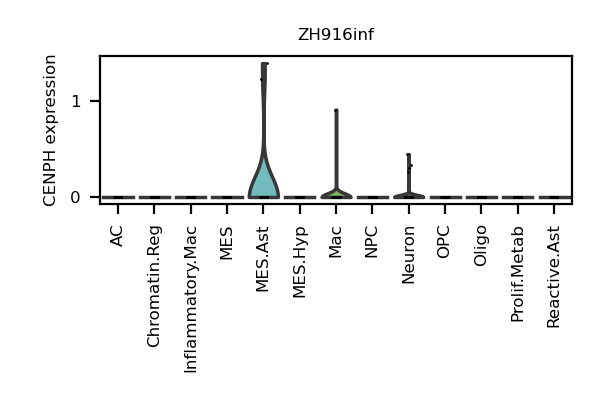 ZH916inf
CENPH expression
1
0
AC
Chromatin.Reg
Inflammatory.Mac
MES
MES.Ast
MES.Hyp
Mac
NPC
Neuron
OPC
Oligo
Prolif.Metab
Reactive.Ast